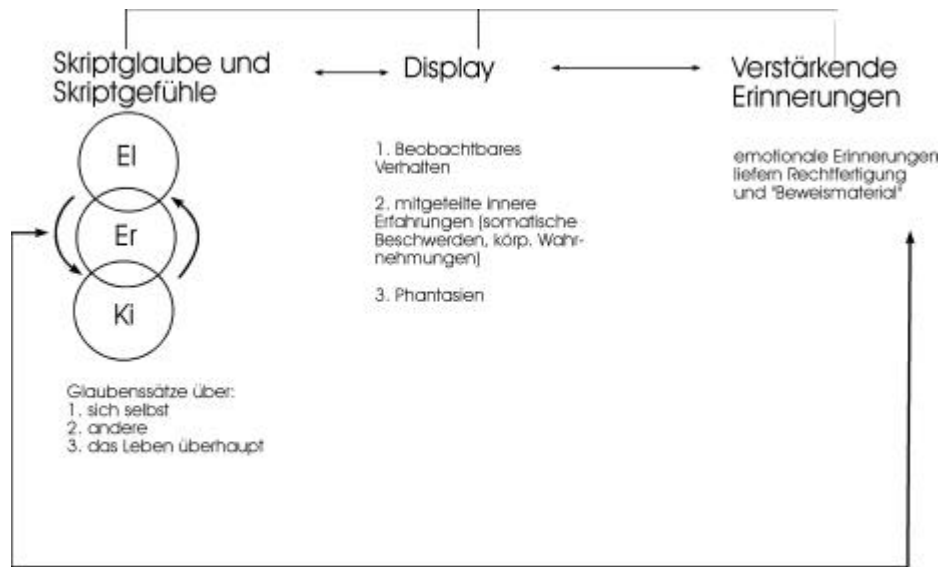 Skriptglaube und
Skriptgefühle
El
Er
Ki
Glaubenssätze über:
1. sich selbst
2. andere
3. das Leben überhaupt
Display
1. Beobachtbares
Verhalten
2. mitgeteilte innere
Erfahrungen (somatische
Beschwerden, körp. Wahr-
nehmungen)
3. Phantasien
Verstärkende
Erinnerungen
emotionale Erinnerungen
liefern Rechtfertigung
und "Beweismaterial"